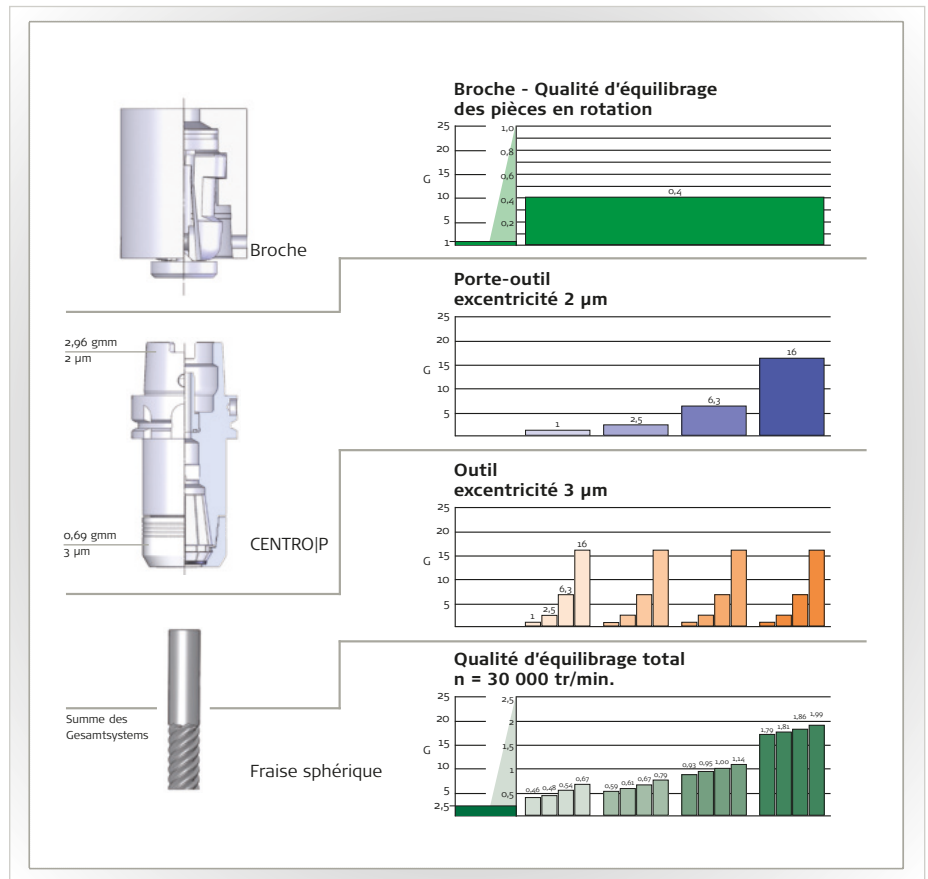 Broche - Qualité d'équilibrage
des pièces en rotation
25
20
15
G
10
5
1
1,0
0,8
0,6
0,4
0,2
0,4
Broche
Porte-outil
excentricité 2 µm
25
20
15
G
10
5
1
2,5
6,3
16
2,96 gmm
2 µm
0,69 gmm
3 µm
CENTRO|P
Outil
excentricité 3 µm
25
20
15
G
10
5
1
2,5
6,3
16
Qualité d'équilibrage total
n = 30 000 tr/min.
25
20
15
G
10
5
2,5
2,5
2
1,5
1
0,5
0,46 0,48 0,54 0,67
0,59 0,61 0,67 0,79
0,93 0,95 1,00 1,14
1,79 1,81 1,86 1,99
Summe des
Gesamtsystems
Fraise sphérique